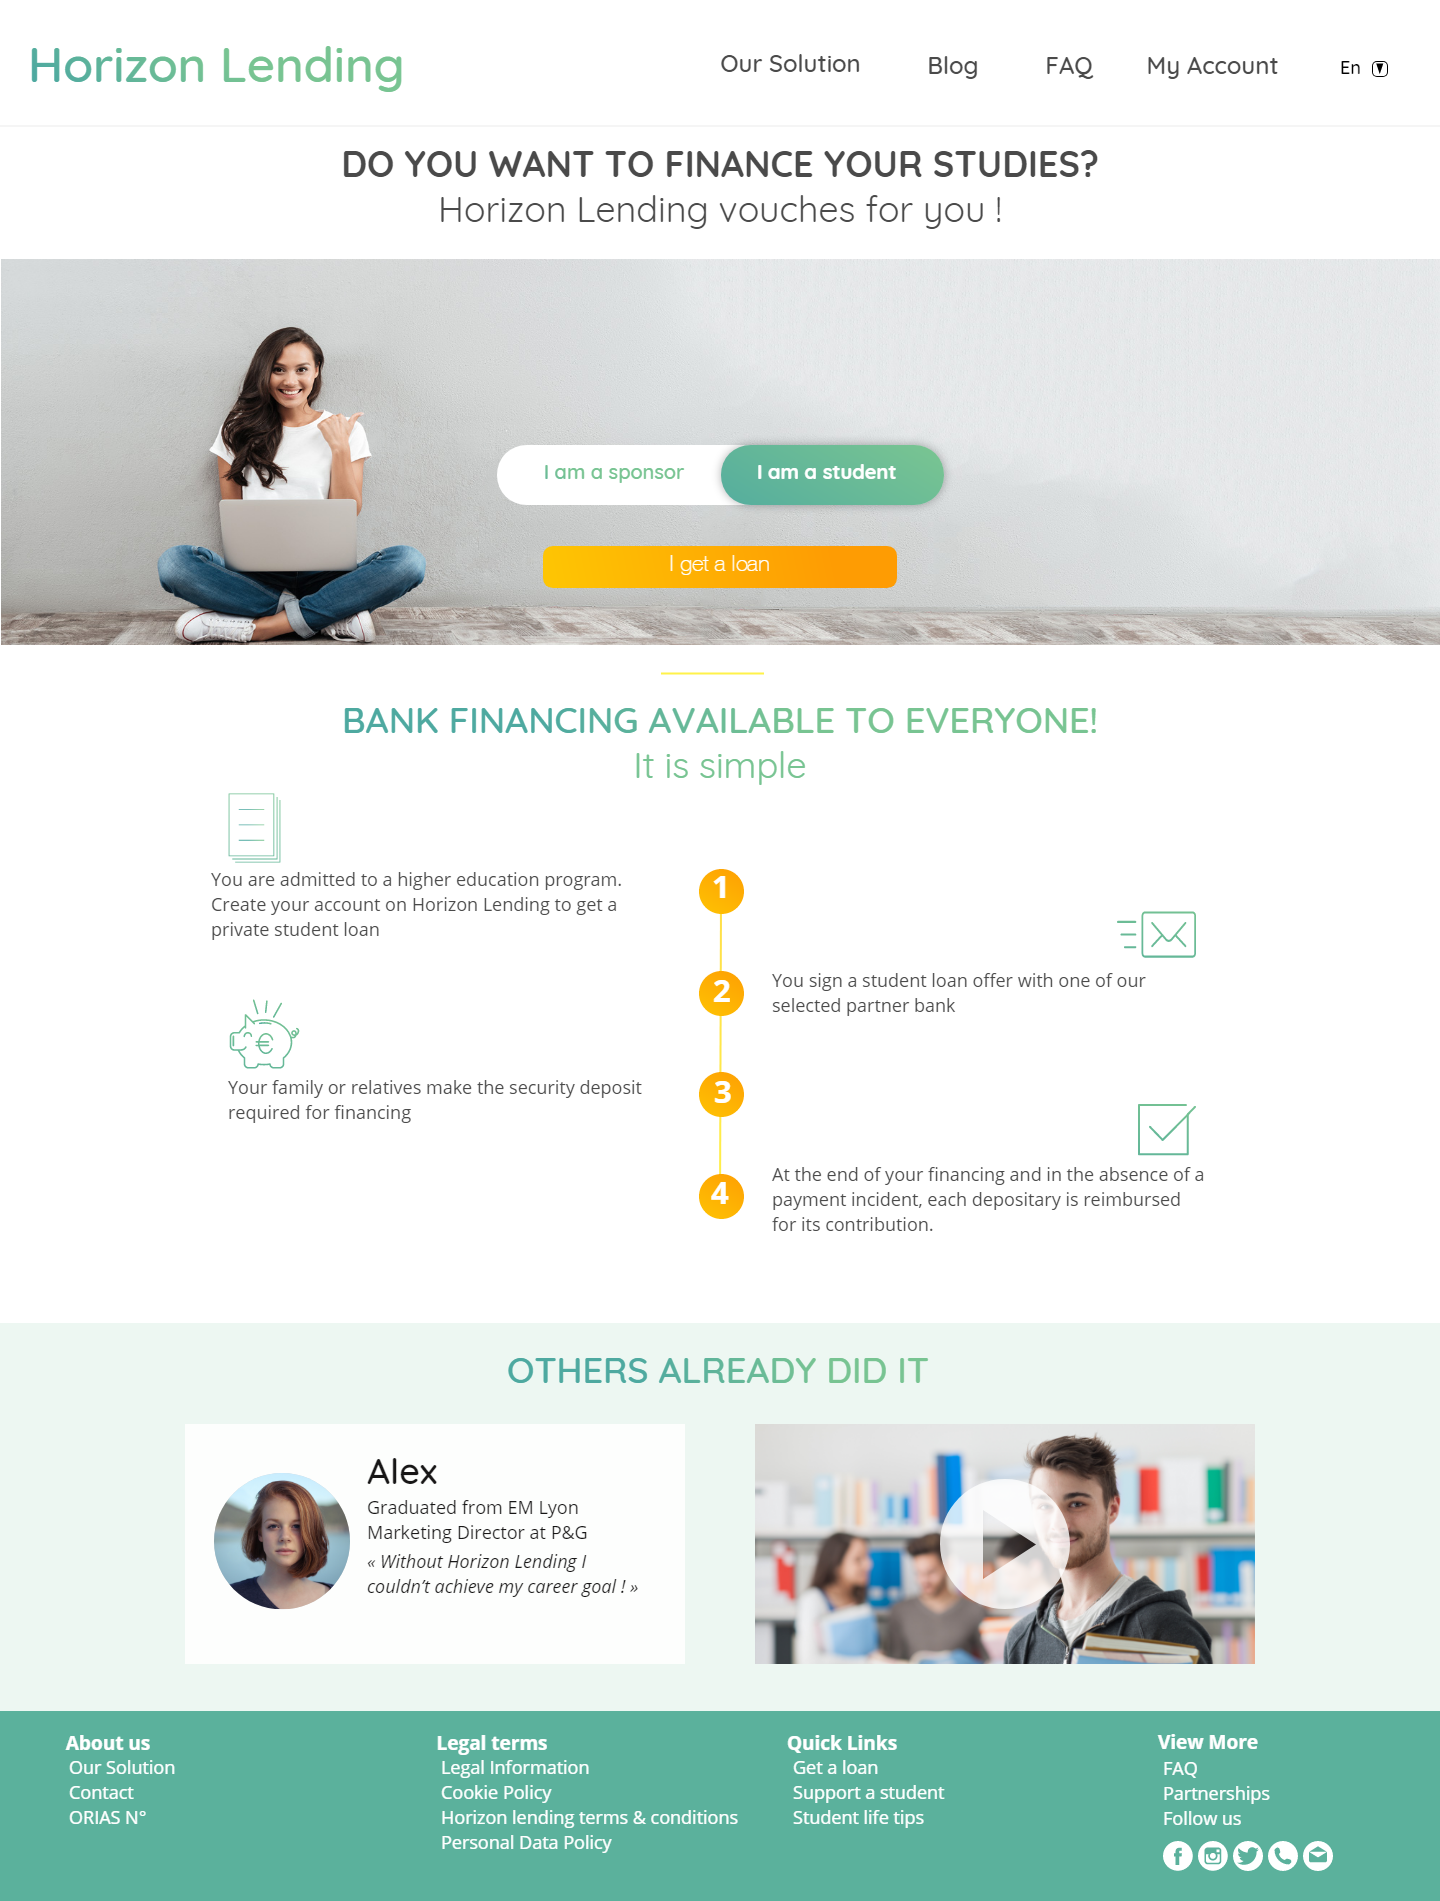 Horizon Lending
Our Solution
Blog
FAQ
My Account
En
DO YOU WANT TO FINANCE YOUR STUDIES?
Horizon Lending vouches for you !
I am a sponsor
I am a student
I get a loan
BANK FINANCING AVAILABLE TO EVERYONE!
It is simple
1
You are admitted to a higher education program.
Create your account on Horizon Lending to get a
private student loan
2
You sign a student loan offer with one of our
selected partner bank
€
3
Your family or relatives make the security deposit
required for financing
4
At the end of your financing and in the absence of a
payment incident, each depositary is reimbursed
for its contribution.
OTHERS ALREADY DID IT
Alex
Graduated from EM Lyon
Marketing Director at P&G
« Without Horizon Lending I
couldn’t achieve my career goal ! »
About us
Our Solution
Contact
ORIAS N°
Legal terms
Legal Information
Cookie Policy
Horizon lending terms & conditions
Personal Data Policy
Quick Links
Get a loan
Support a student
Student life tips
View More
FAQ
Partnerships
Follow us